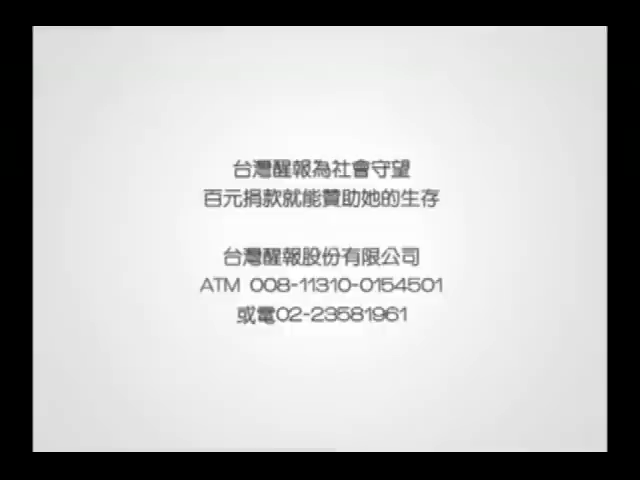 台灣醒報為社會守望
百元捐款就能贊助她的生存
台灣醒報股份有限公司
ATM 008-11310-0154501
或電02-23581961